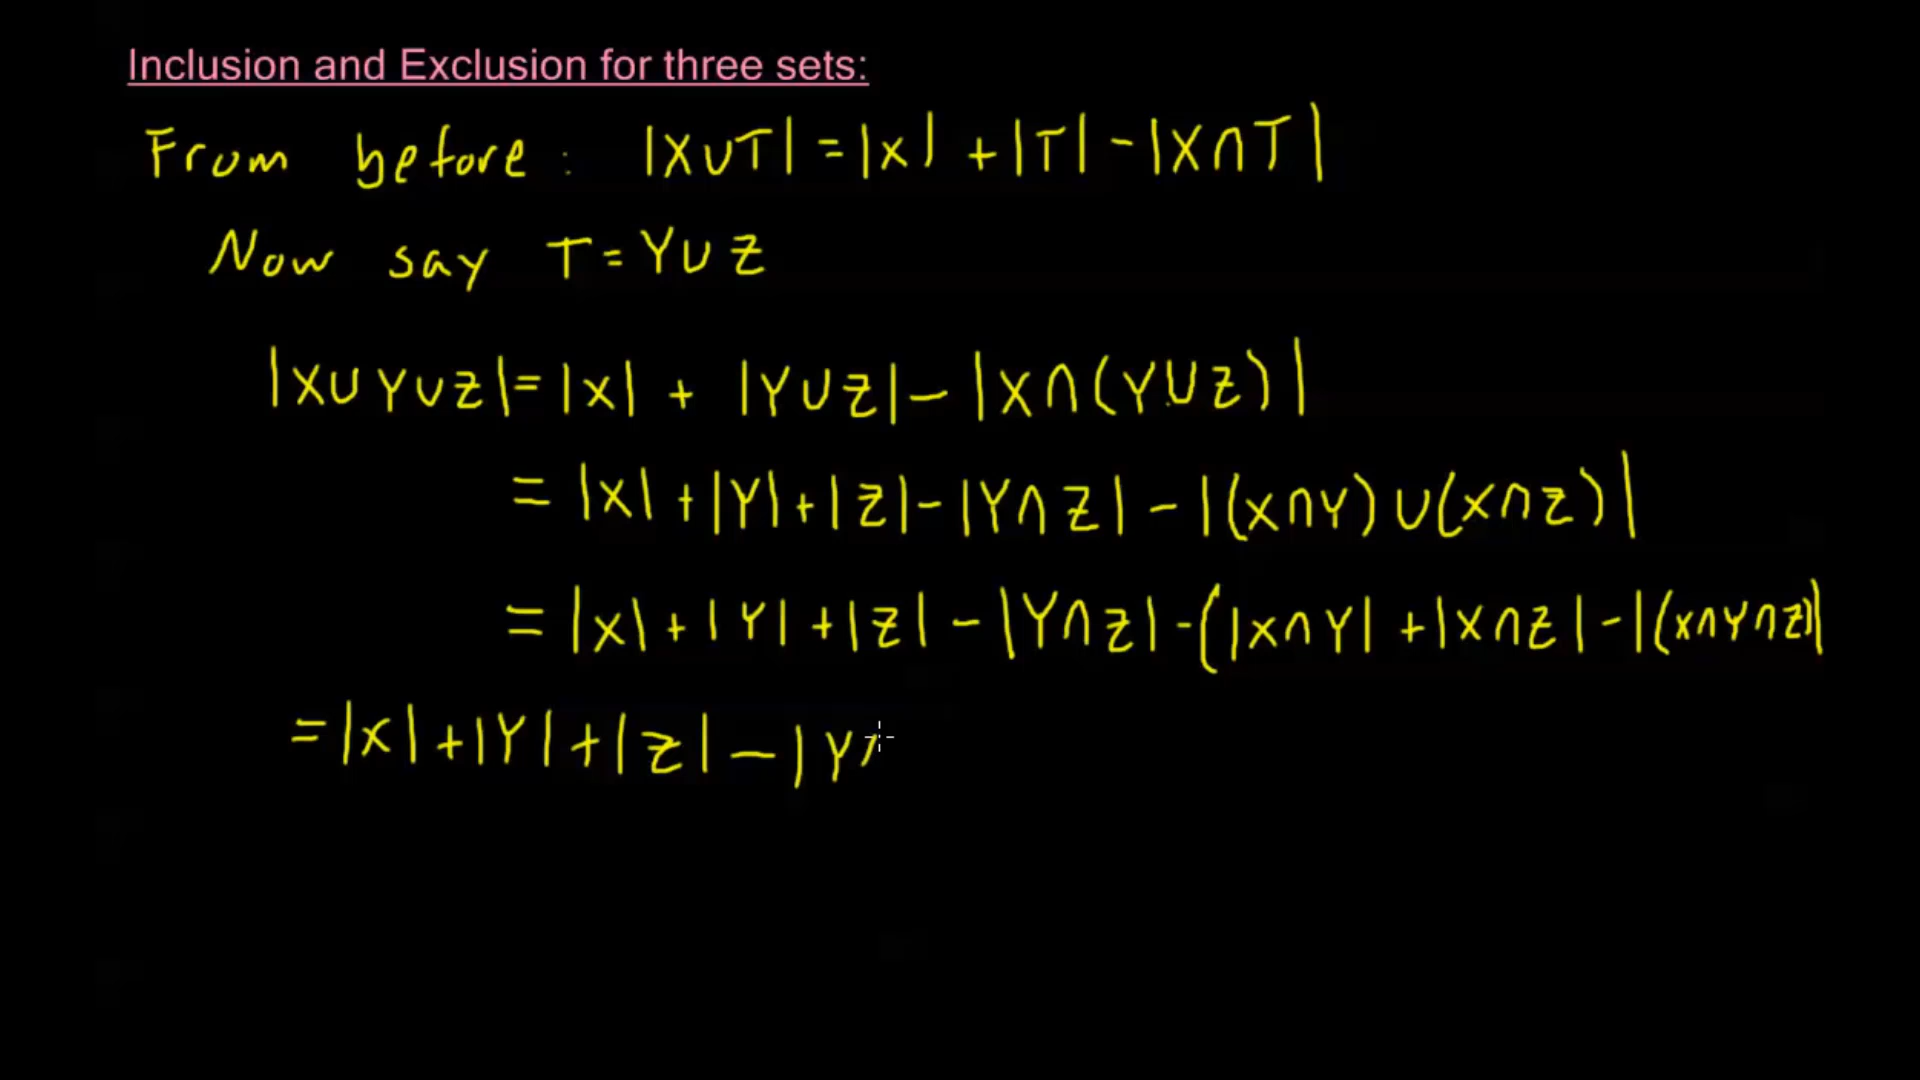 Inclusion and Exclusion for three sets:
From before: |X∪T| = |X| + |T| - |X∩T|
Now say T = Y∪Z
|X∪Y∪Z| = |X| + |Y∪Z| - |X∩(Y∪Z)|
= |X| + |Y| + |Z| - |Y∩Z| - |(X∩Y)∪(X∩Z)|
= |X| + |Y| + |Z| - |Y∩Z| - (|X∩Y| + |X∩Z| - |(X∩Y∩Z)|
= |X| + |Y| + |Z| - |Y